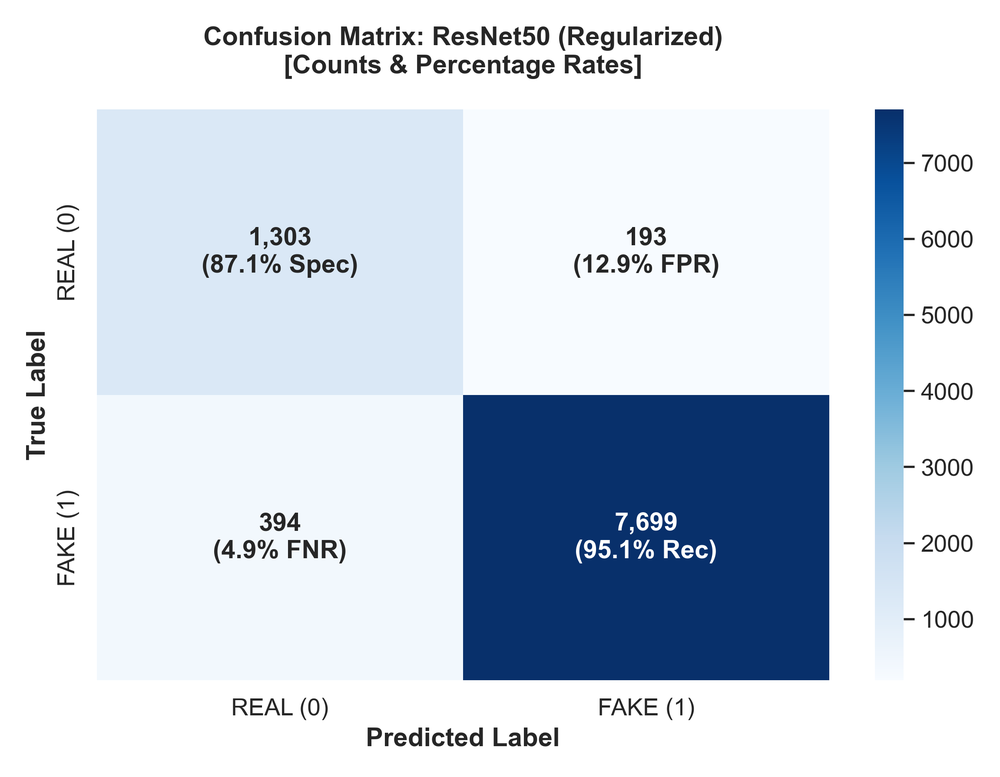 Confusion Matrix: ResNet50 (Regularized)
[Counts & Percentage Rates]
True Label
REAL (0)
1,303
(87.1% Spec)
193
(12.9% FPR)
FAKE (1)
394
(4.9% FNR)
7,699
(95.1% Rec)
REAL (0)
FAKE (1)
Predicted Label
7000
6000
5000
4000
3000
2000
1000